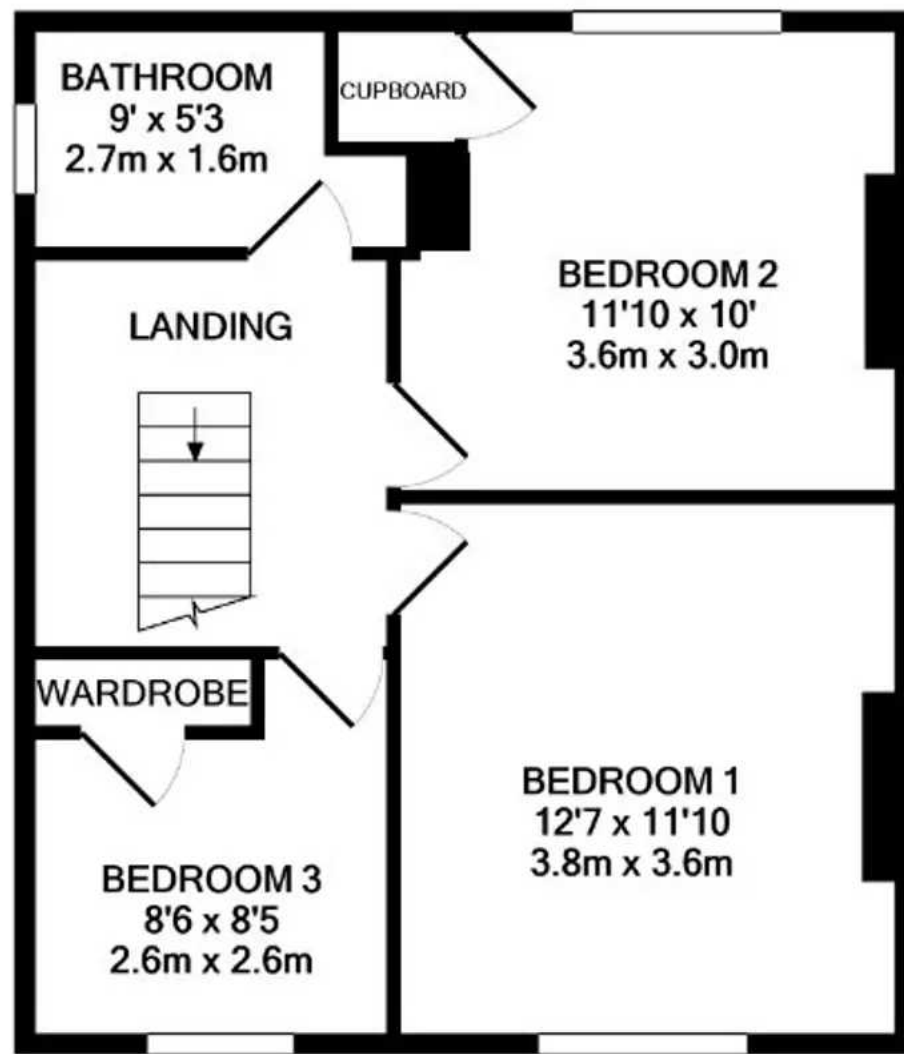 BATHROOM
9' x 5'3
2.7m x 1.6m
CUPBOARD
BEDROOM 2
11'10 x 10'
3.6m x 3.0m
LANDING
WARDROBE
BEDROOM 1
12'7 x 11'10
3.8m x 3.6m
BEDROOM 3
8'6 x 8'5
2.6m x 2.6m